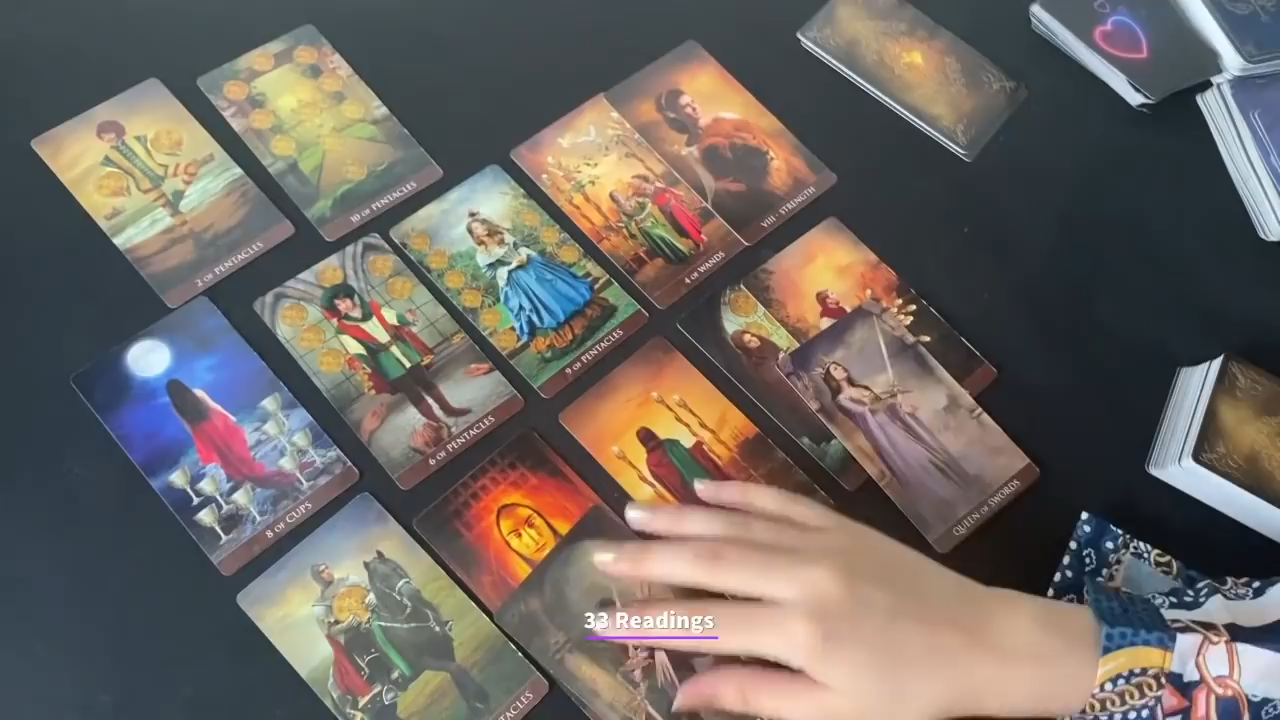 2 OF PENTACLES
10 OF PENTACLES
VIII - STRENGTH
4 OF WANDS
9 OF PENTACLES
6 OF PENTACLES
8 OF CUPS
QUEEN OF SWORDS
TACLES
33 Readings